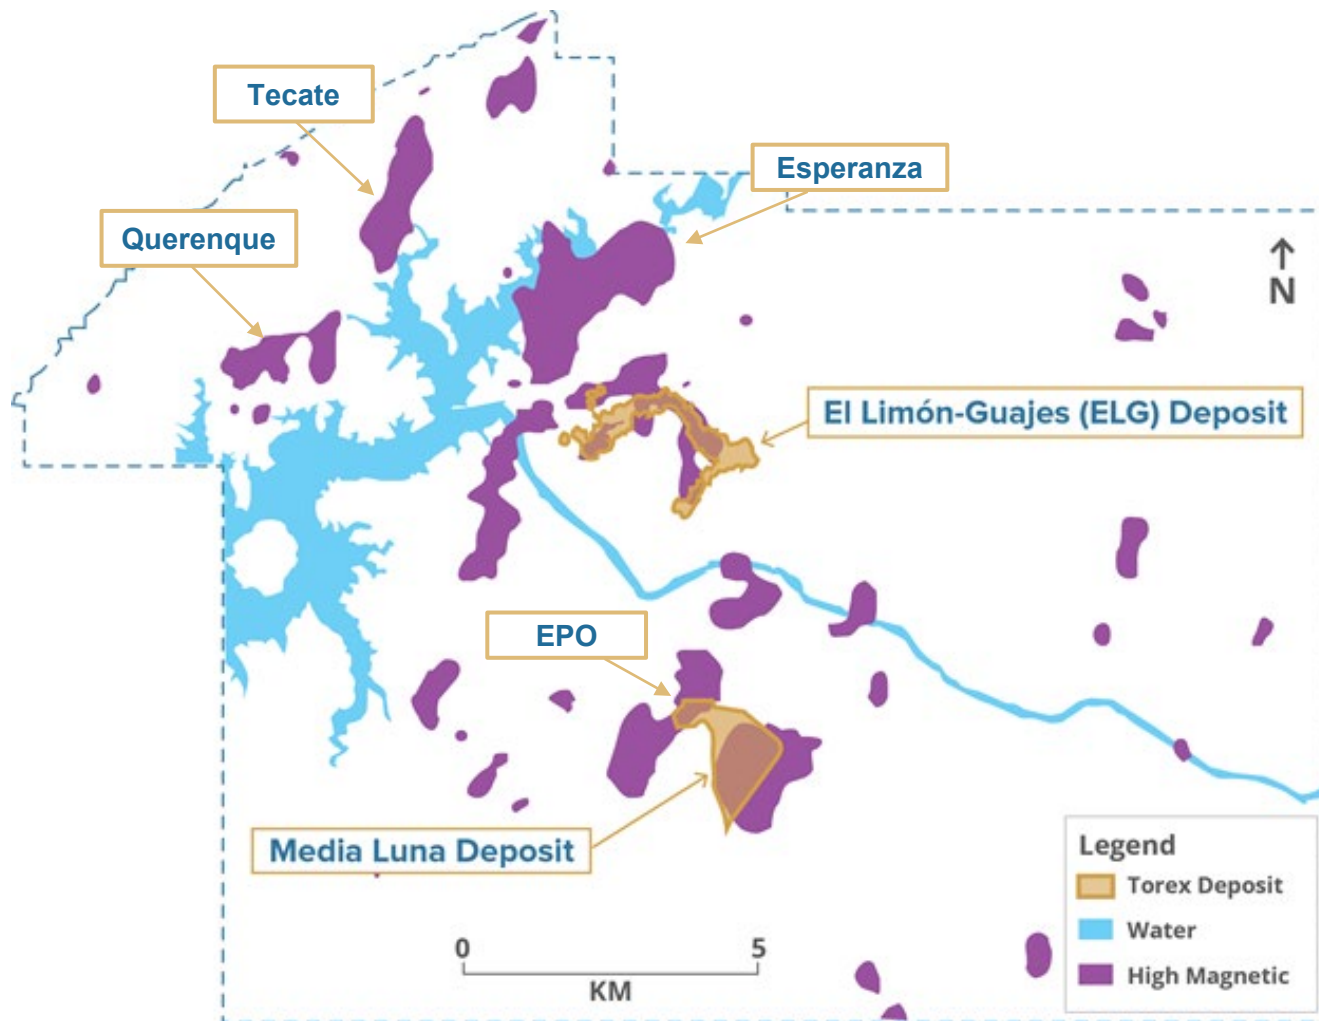 Tecate
Esperanza
Querenque
N
El Limón-Guajes (ELG) Deposit
EPO
Media Luna Deposit
Legend
Torex Deposit
Water
High Magnetic
0 5
KM